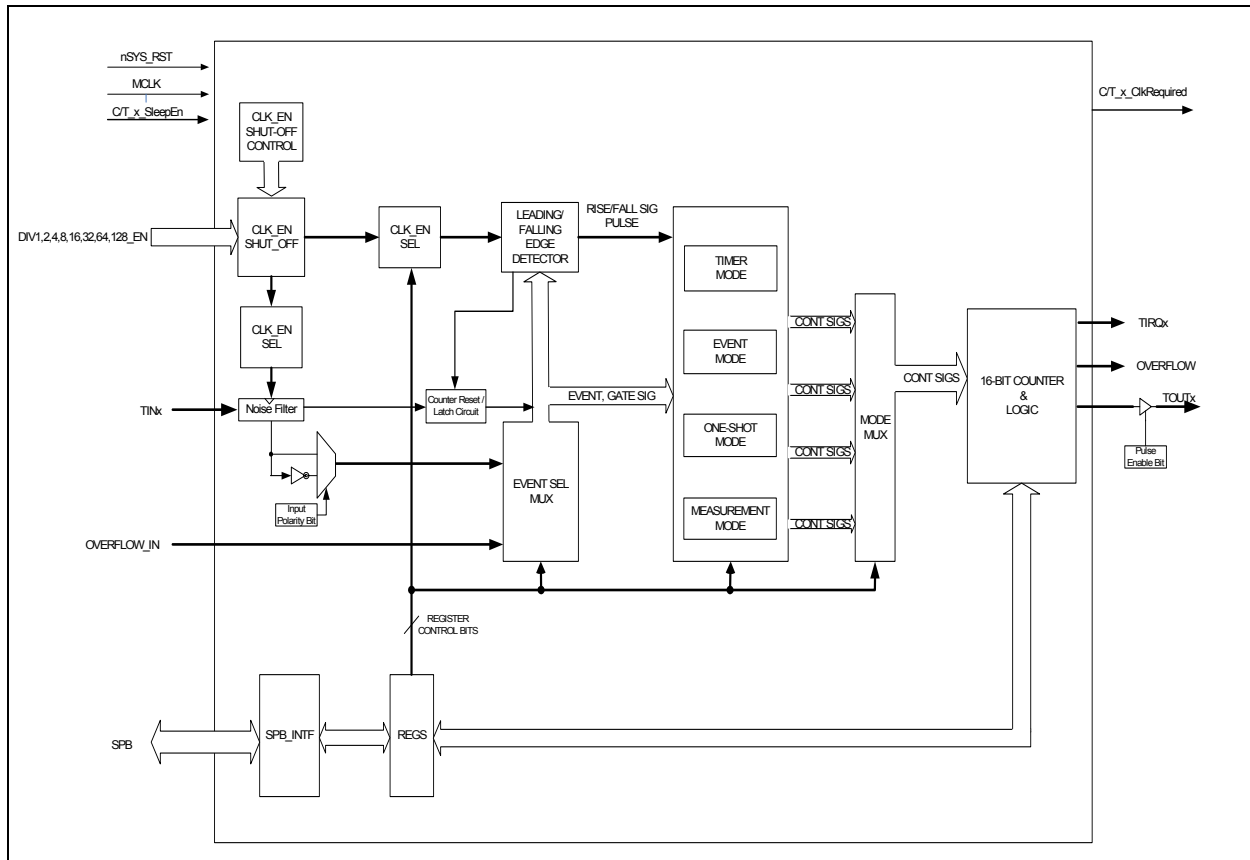 nSYS_RST
MCLK
C/T_x_SleepEn
C/T_x_ClkRequired
CLK_EN
SHUT-OFF
CONTROL
DIV1,2,4,8,16,32,64,128_EN
CLK_EN
SHUT_OFF
CLK_EN
SEL
LEADING/
FALLING
EDGE
DETECTOR
RISE/FALL SIG
PULSE
TIMER
MODE
CLK_EN
SEL
CONT SIGS
EVENT
MODE
CONT SIGS
TINx
Noise Filter
Counter Reset /
Latch Circuit
EVENT, GATE SIG
ONE-SHOT
MODE
CONT SIGS
MEASUREMENT
MODE
CONT SIGS
MODE
MUX
CONT SIGS
16-BIT COUNTER
&
LOGIC
TIRQx
OVERFLOW
TOUTx
Pulse
Enable Bit
Input
Polarity Bit
EVENT SEL
MUX
OVERFLOW_IN
REGISTER
CONTROL BITS
SPB
SPB_INTF
REGS